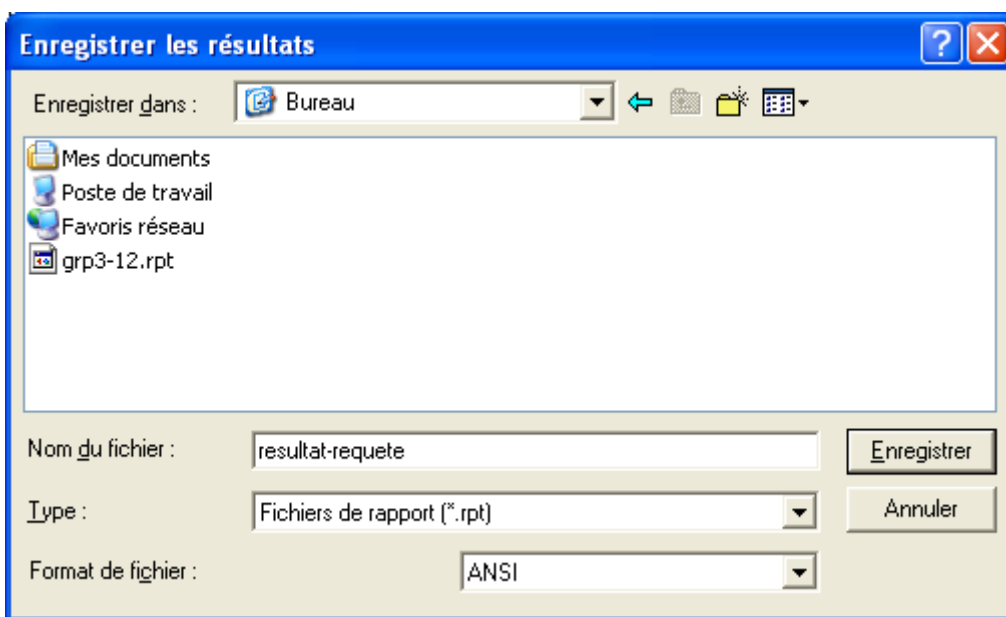 Enregistrer les résultats
Enregistrer dans :
Bureau
Mes documents
Poste de travail
Favoris réseau
grp3-12.rpt
Nom du fichier :
resultat-requete
Enregistrer
Type :
Fichiers de rapport (*.rpt)
Annuler
Format de fichier :
ANSI